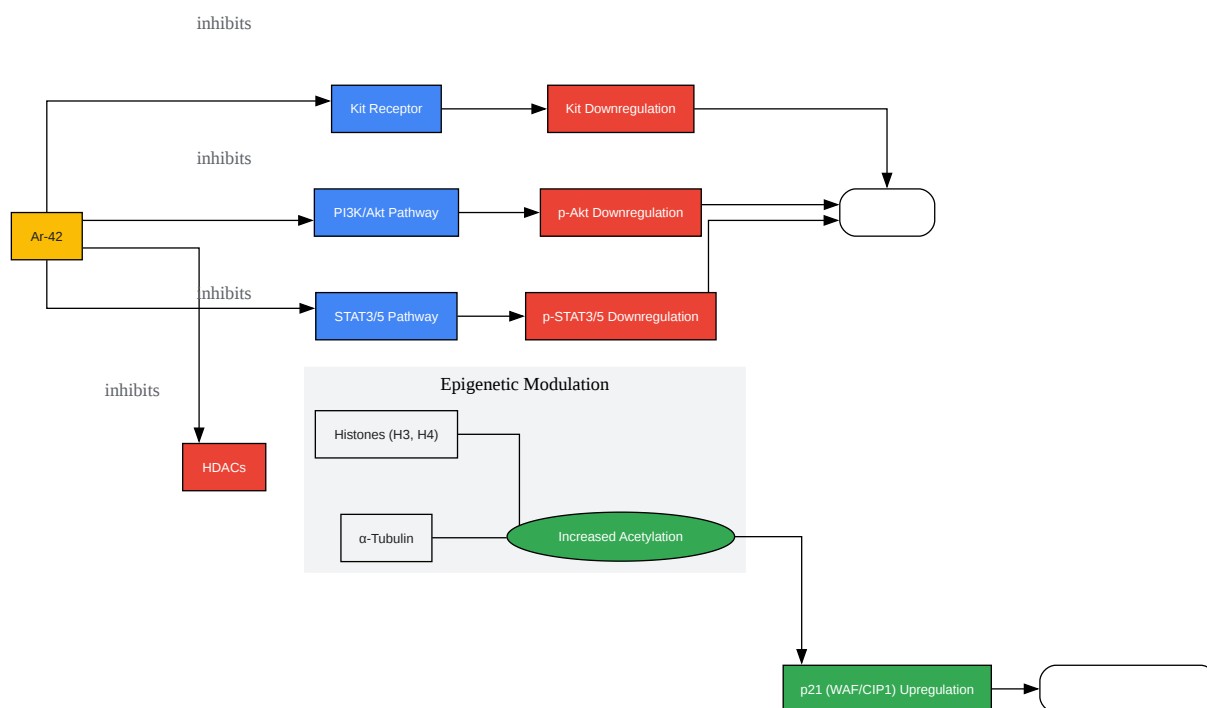 inhibits
Kit Receptor
Kit Downregulation
inhibits
PI3K/Akt Pathway
p-Akt Downregulation
Ar-42
inhibits
STAT3/5 Pathway
p-STAT3/5 Downregulation
inhibits
Epigenetic Modulation
Histones (H3, H4)
HDACs
α-Tubulin
Increased Acetylation
p21 (WAF/CIP1) Upregulation